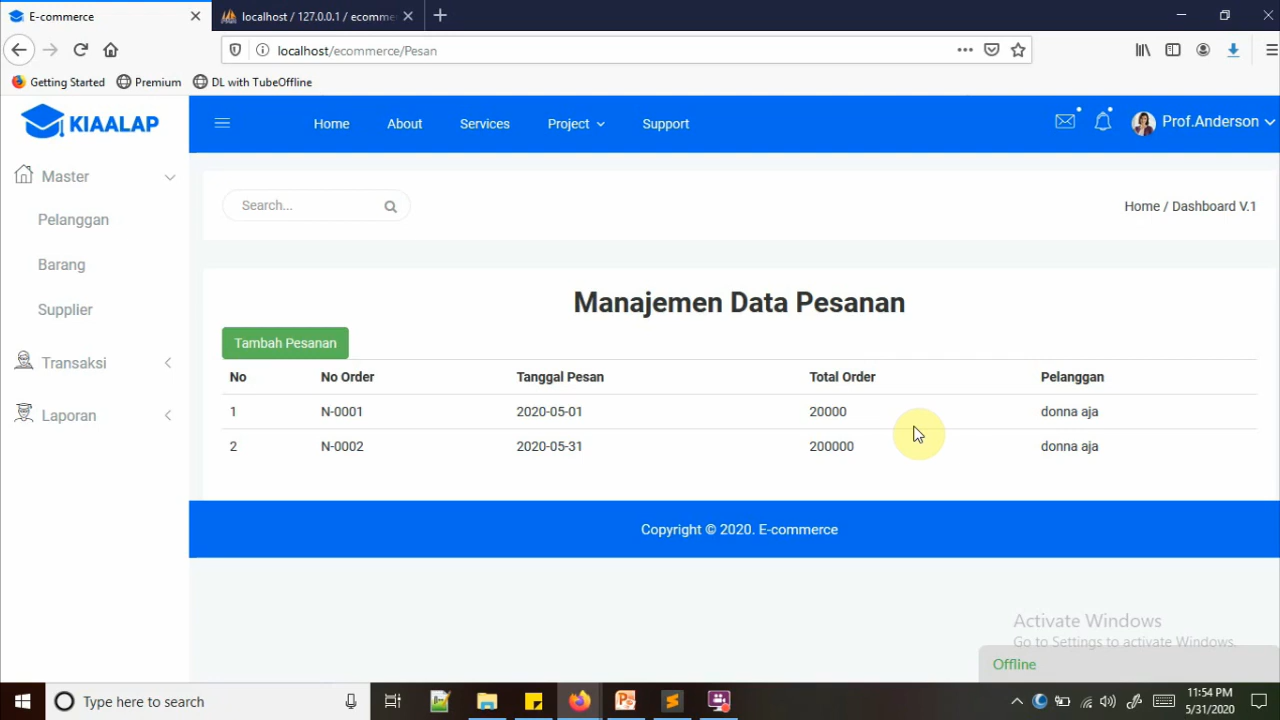 E-commerce
localhost / 127.0.0.1 / ecomme
localhost/ecommerce/Pesan
Getting Started
Premium
DL with TubeOffline
KIAALAP
Home
About
Services
Project
Support
Prof.Anderson
Master
Pelanggan
Barang
Supplier
Transaksi
Laporan
Search...
Home / Dashboard V.1
Manajemen Data Pesanan
Tambah Pesanan
No No Order Tanggal Pesan Total Order Pelanggan
1 N-0001 2020-05-01 20000 donna aja
2 N-0002 2020-05-31 200000 donna aja
Copyright © 2020. E-commerce
Activate Windows
Go to Settings to activate Windows.
Offline
Type here to search
11:54 PM
5/31/2020